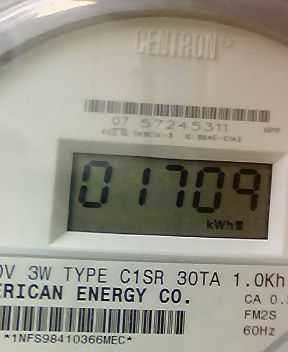 CENTRON®
07 57245311
01709
kWh
0V 3W TYPE C1SR 30TA 1.0Kh
ERICAN ENERGY CO.
CA 0.
FM2S
60Hz
*1NFS98410366MEC*